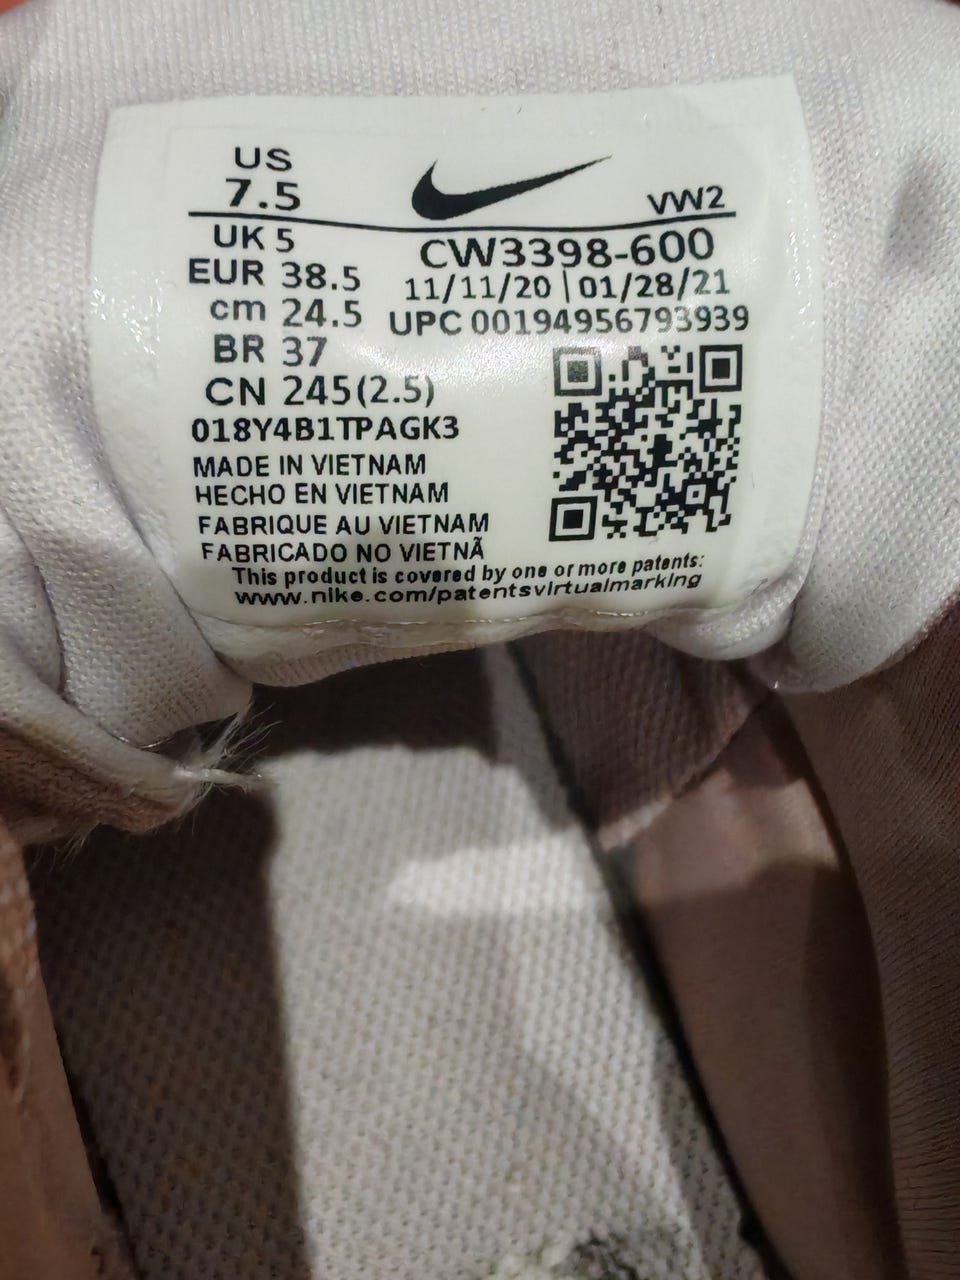 US
7.5
VW2
UK 5
CW3398-600
EUR 38.5
11/11/20 | 01/28/21
cm 24.5
UPC 00194956793939
BR 37
CN 245(2.5)
018Y4B1TPAGK3
MADE IN VIETNAM
HECHO EN VIETNAM
FABRIQUE AU VIETNAM
FABRICADO NO VIETNÃ
This product is covered by one or more patents:
www.nike.com/patentsvirtualmarking